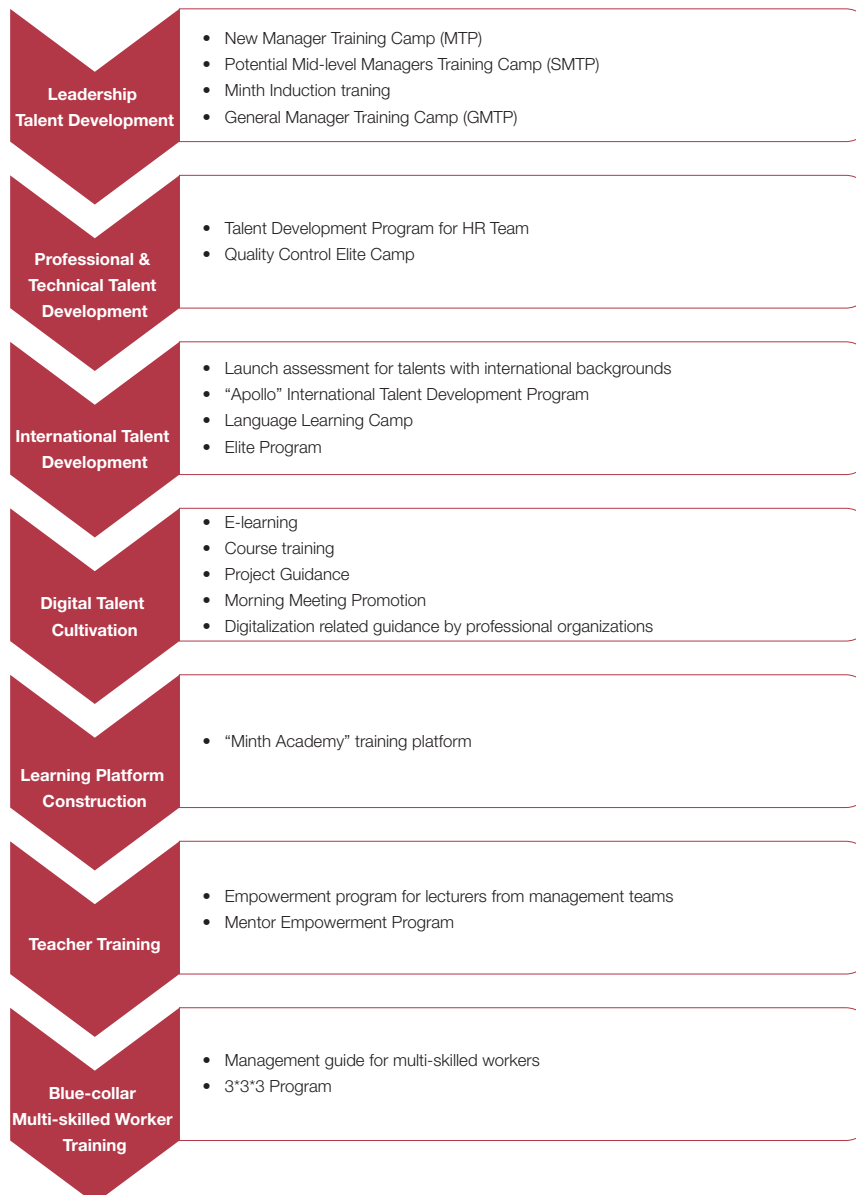 Leadership
Talent Development
• New Manager Training Camp (MTP)
• Potential Mid-level Managers Training Camp (SMTP)
• Minth Induction traning
• General Manager Training Camp (GMTP)
Professional &
Technical Talent
Development
• Talent Development Program for HR Team
• Quality Control Elite Camp
International Talent
Development
• Launch assessment for talents with international backgrounds
• “Apollo” International Talent Development Program
• Language Learning Camp
• Elite Program
Digital Talent
Cultivation
• E-learning
• Course training
• Project Guidance
• Morning Meeting Promotion
• Digitalization related guidance by professional organizations
Learning Platform
Construction
• “Minth Academy” training platform
Teacher Training
• Empowerment program for lecturers from management teams
• Mentor Empowerment Program
Blue-collar
Multi-skilled Worker
Training
• Management guide for multi-skilled workers
• 3*3*3 Program